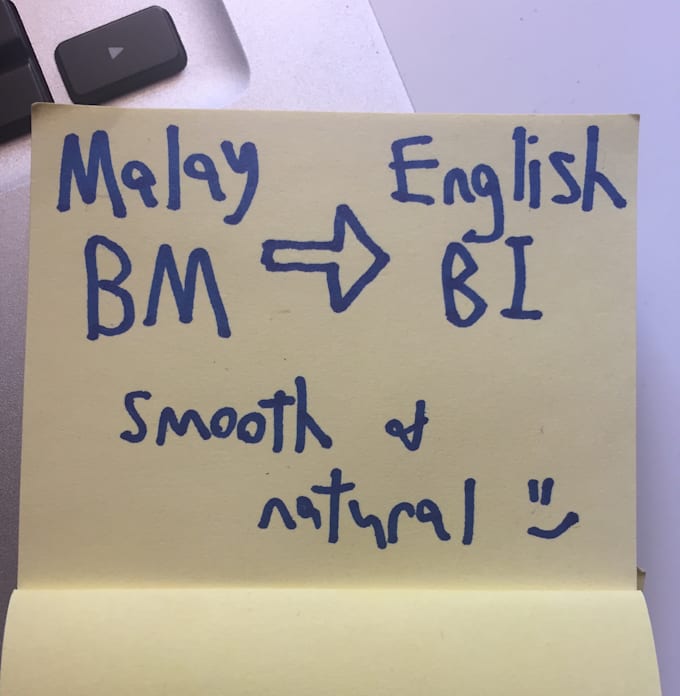 Malay English
BM ⇨ BI
smooth &
natural :)